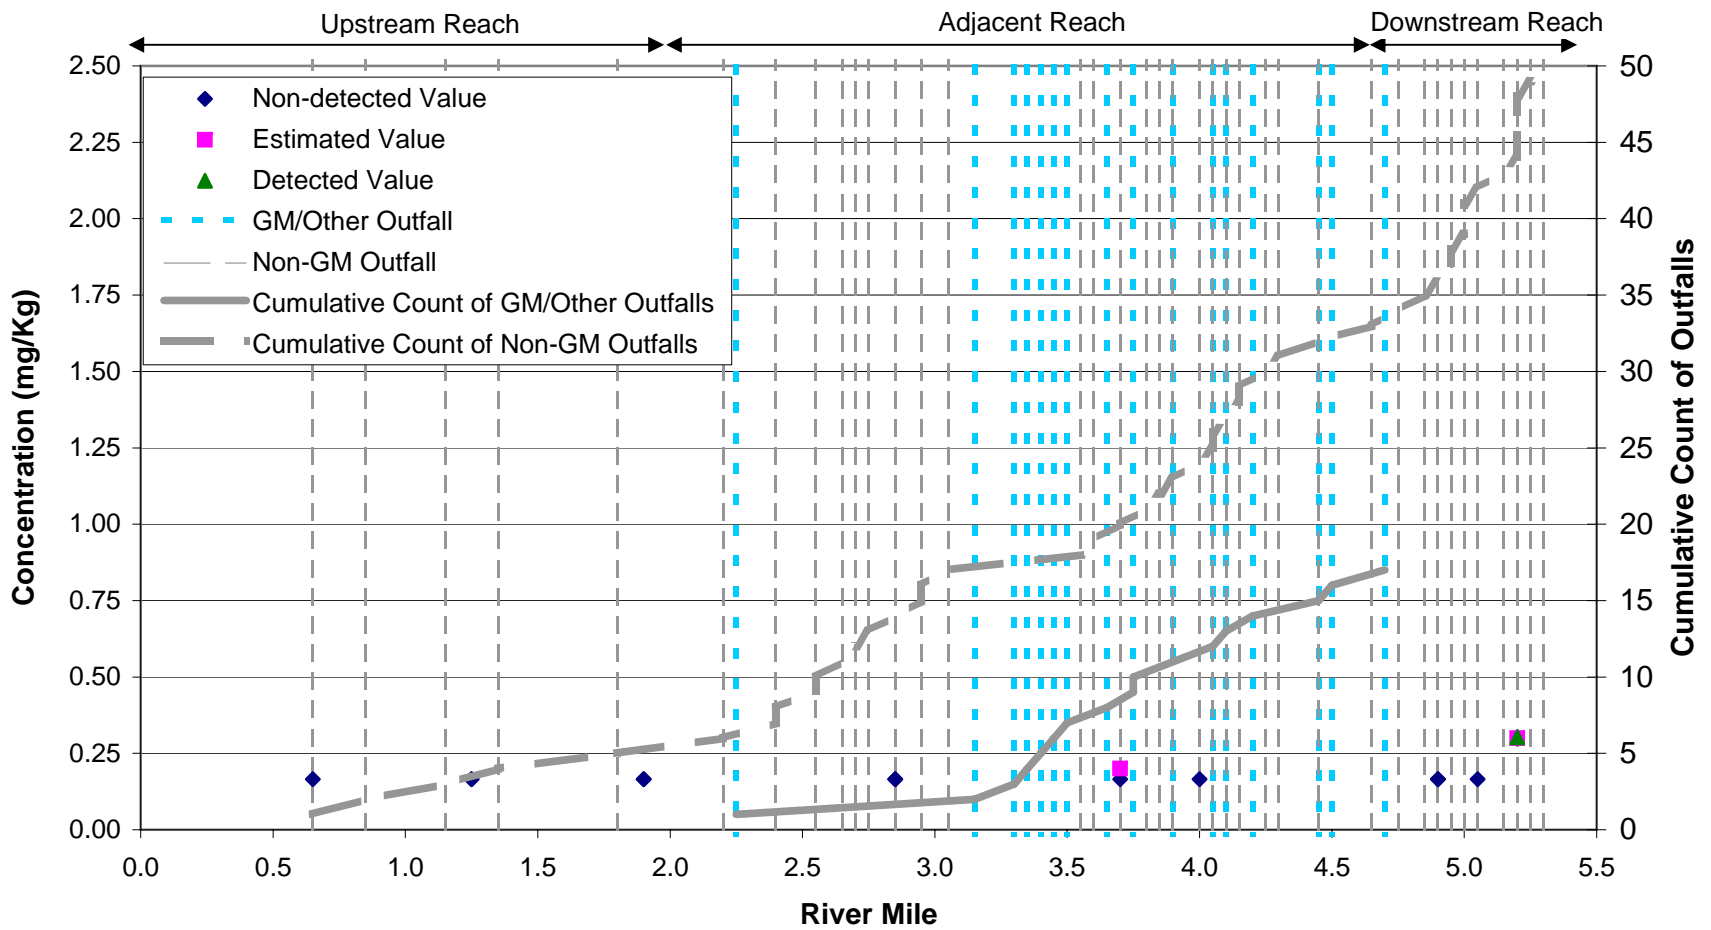 Upstream Reach Adjacent Reach Downstream Reach
2.50
2.25
2.00
1.75
1.50
1.25
1.00
0.75
0.50
0.25
0.00
Concentration (mg/Kg)
Non-detected Value
Estimated Value
Detected Value
GM/Other Outfall
Non-GM Outfall
Cumulative Count of GM/Other Outfalls
Cumulative Count of Non-GM Outfalls
50
45
40
35
30
25
20
15
10
5
0
Cumulative Count of Outfalls
0.0 0.5 1.0 1.5 2.0 2.5 3.0 3.5 4.0 4.5 5.0 5.5
River Mile